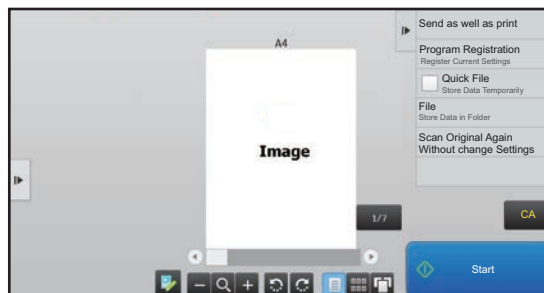 A4
Image
1/7
Send as well as print
Program Registration
Register Current Settings
Quick File
Store Data Temporarily
File
Store Data in Folder
Scan Original Again
Without change Settings
CA
Start